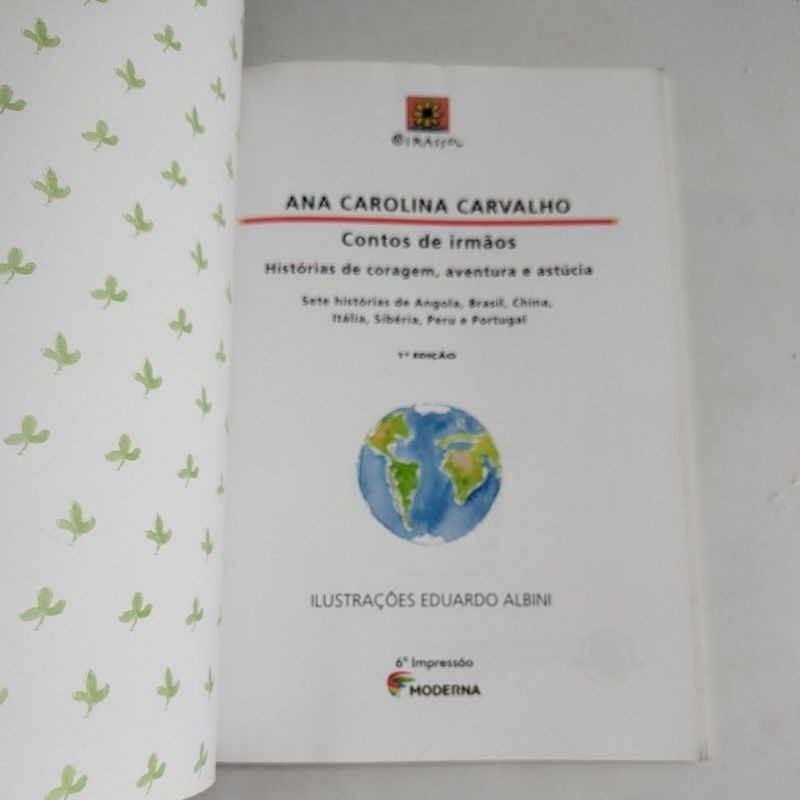 GIRASSOL
ANA CAROLINA CARVALHO
Contos de irmãos
Histórias de coragem, aventura e astúcia
Sete histórias de Angola, Brasil, China,
Itália, Sibéria, Peru e Portugal
1ª EDIÇÃO
ILUSTRAÇÕES EDUARDO ALBINI
6ª Impressão
MODERNA